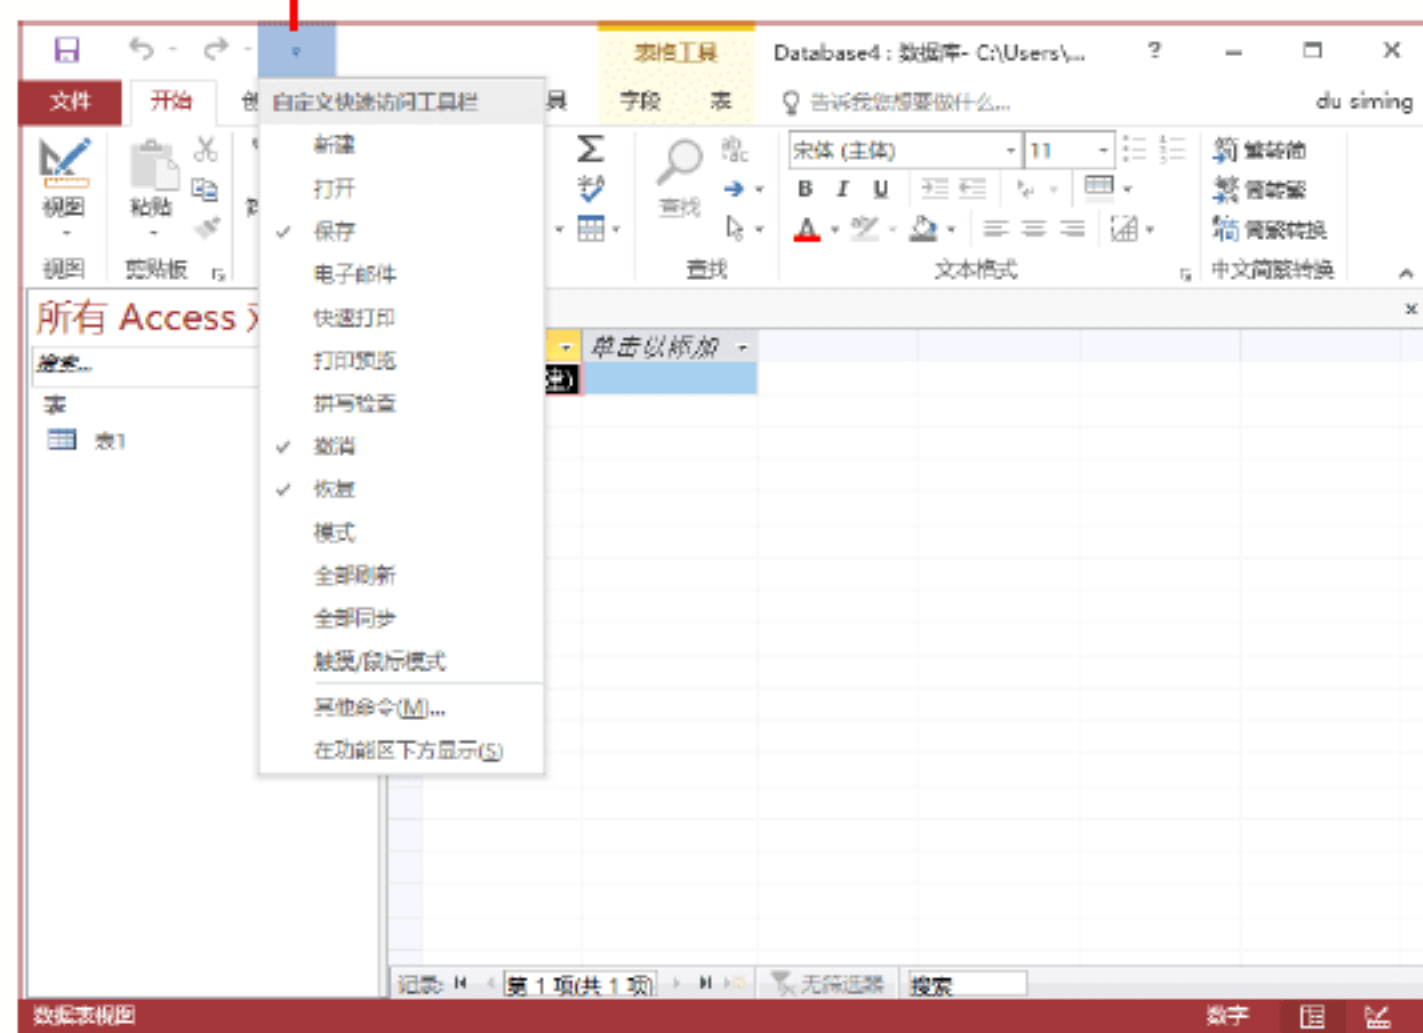 表格工具 Database4 : 数据库- C:\Users\... ?
文件 开始 创 具 字段 表 告诉我您想要做什么... du siming
自定义快速访问工具栏
新建
打开
保存
电子邮件
快速打印
打印预览
拼写检查
撤消
恢复
模式
全部刷新
全部同步
触摸/鼠标模式
其他命令(M)...
在功能区下方显示(S)
视图 粘贴 查找
宋体 (主体) 11
B I U
A
繁转简
简转繁
简繁转换
视图 剪贴板 查找 文本格式 中文简繁转换
所有 Access
搜索...
表
表1
单击以添加
建)
记录: 第 1 项(共 1 项) 无筛选器 搜索
数据表视图 数字